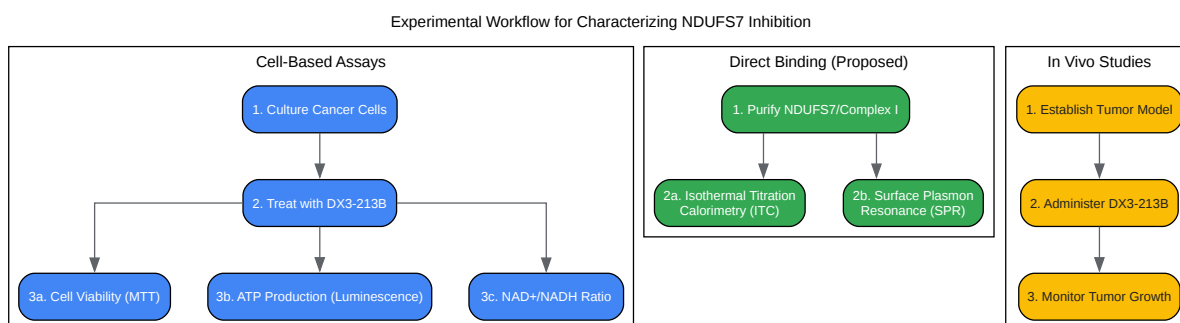 Experimental Workflow for Characterizing NDUFS7 Inhibition
Cell-Based Assays
1. Culture Cancer Cells
2. Treat with DX3-213B
3a. Cell Viability (MTT)
3b. ATP Production (Luminescence)
3c. NAD+/NADH Ratio
Direct Binding (Proposed)
1. Purify NDUFS7/Complex I
2a. Isothermal Titration
Calorimetry (ITC)
2b. Surface Plasmon
Resonance (SPR)
In Vivo Studies
1. Establish Tumor Model
2. Administer DX3-213B
3. Monitor Tumor Growth